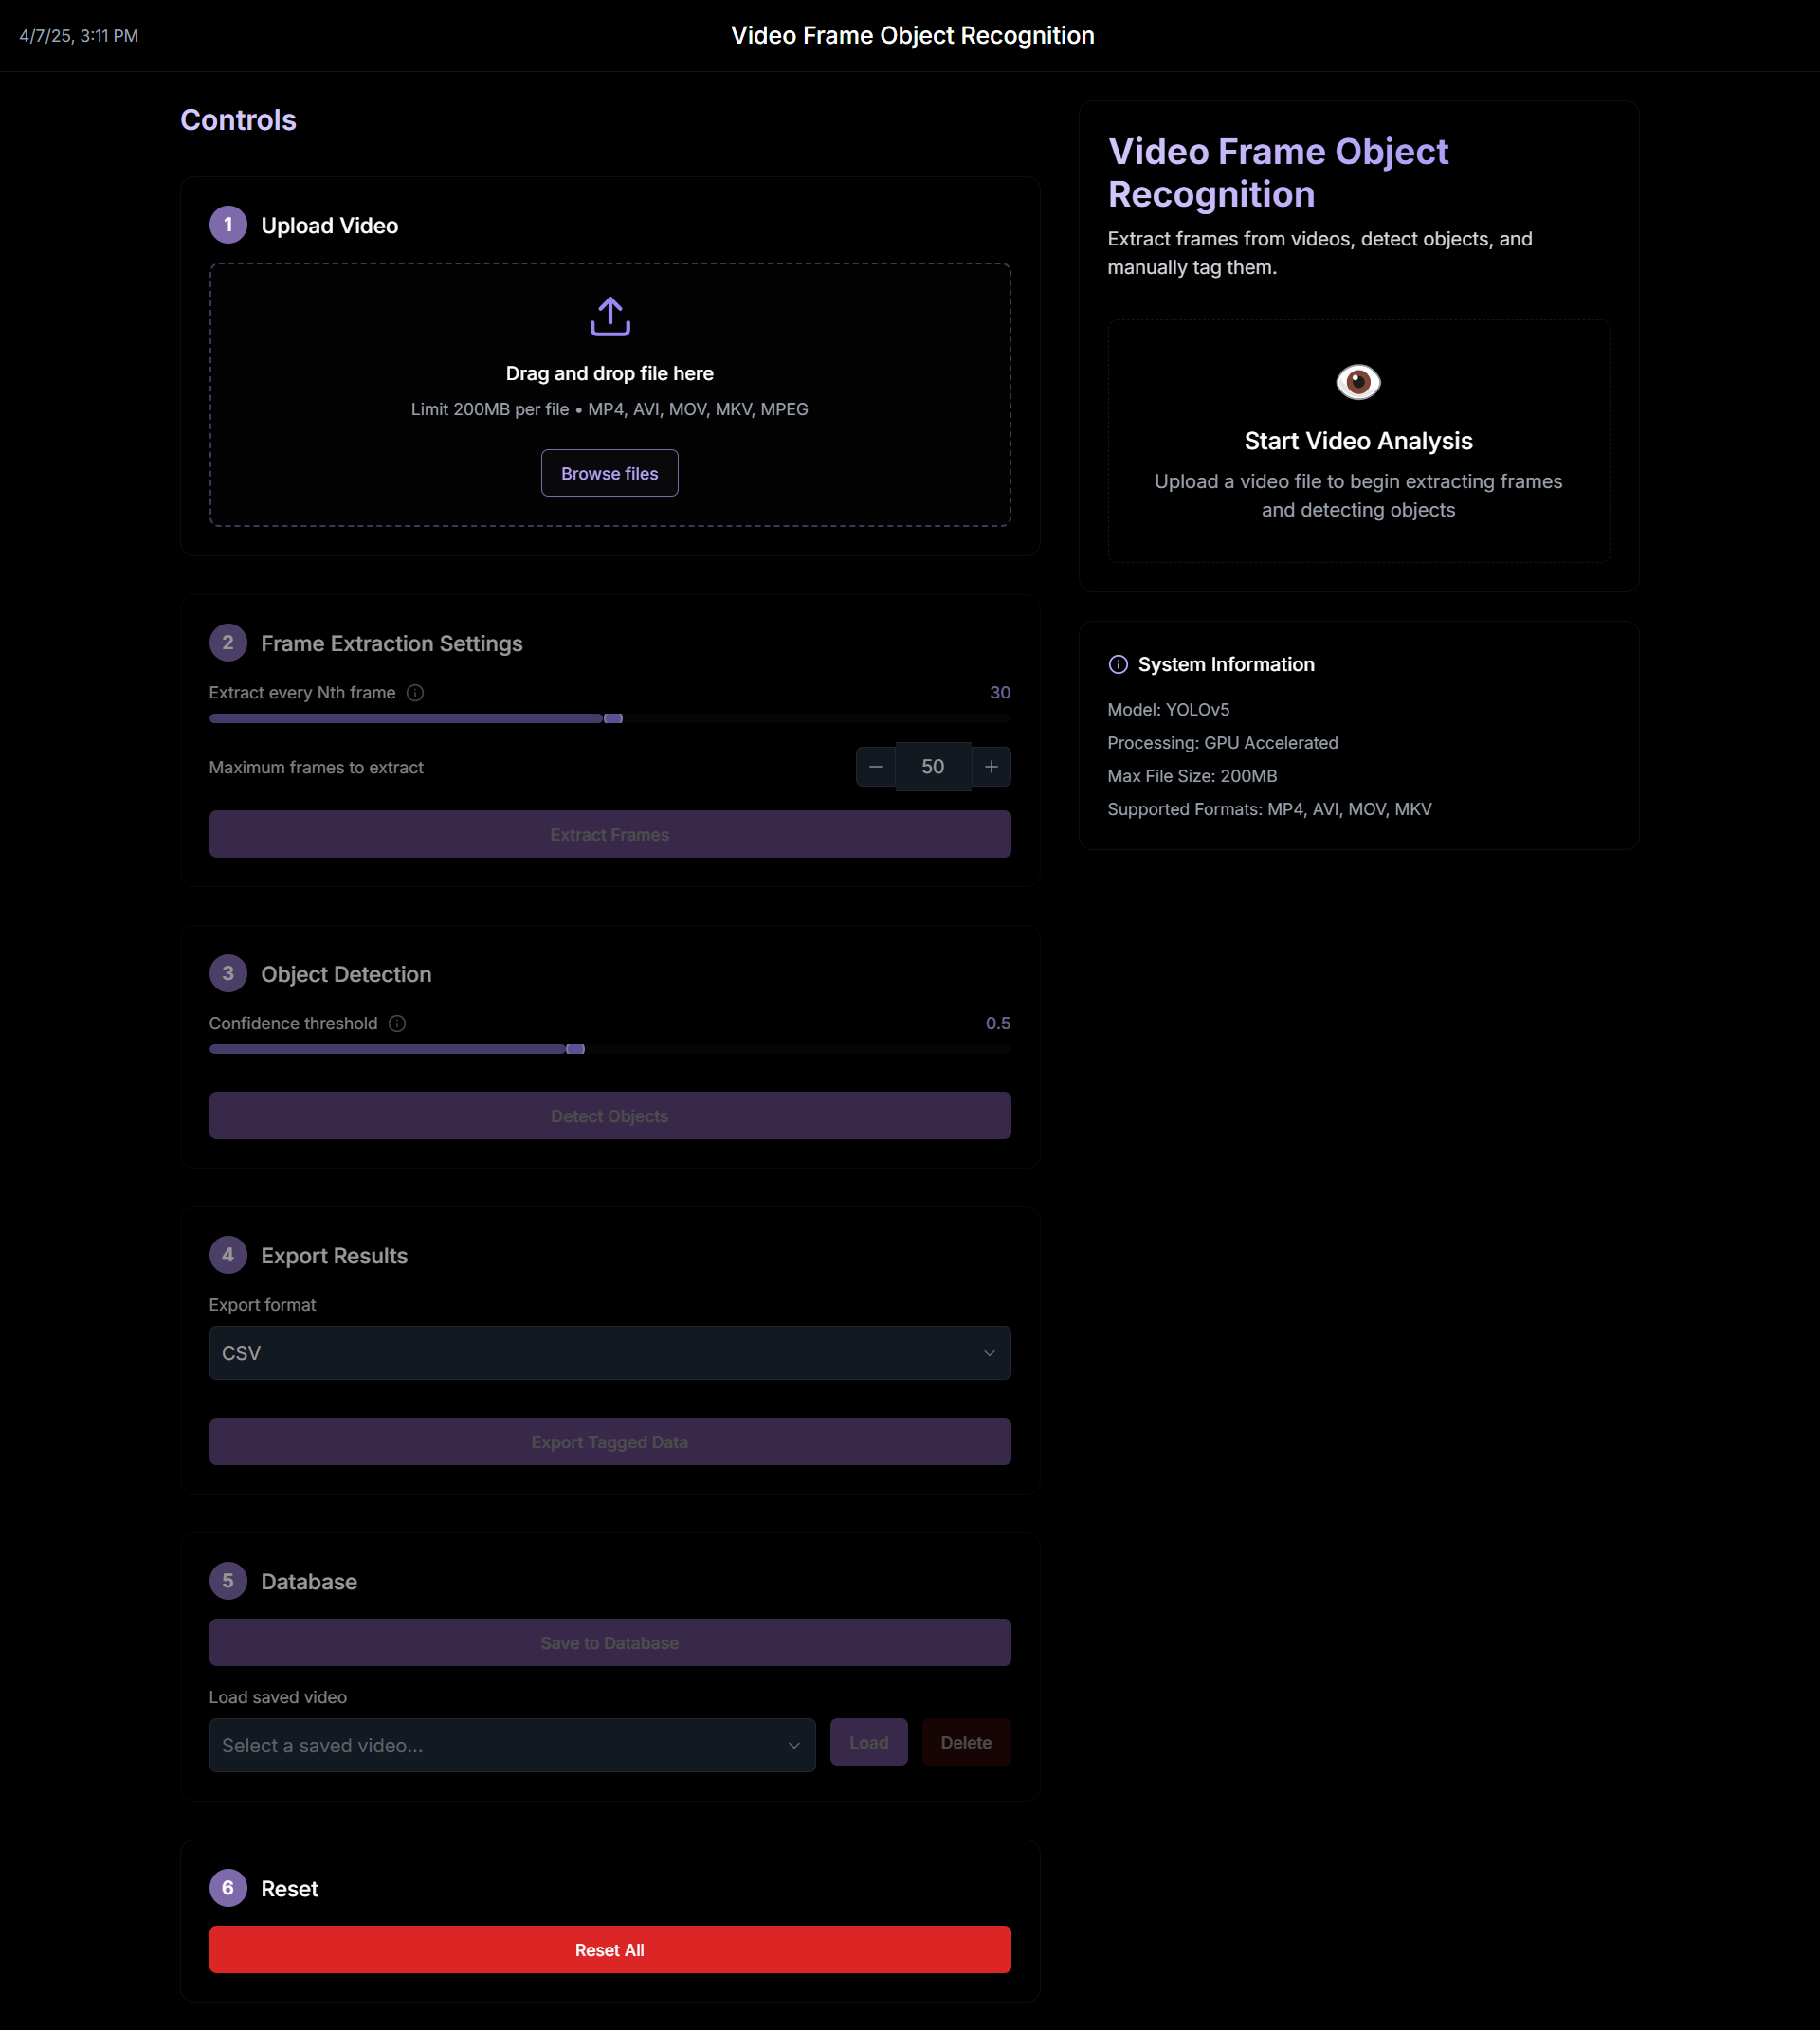 4/7/25, 3:11 PM
Video Frame Object Recognition
Controls
1 Upload Video
Drag and drop file here
Limit 200MB per file • MP4, AVI, MOV, MKV, MPEG
Browse files
2 Frame Extraction Settings
Extract every Nth frame 30
Maximum frames to extract − 50 +
Extract Frames
3 Object Detection
Confidence threshold 0.5
Detect Objects
4 Export Results
Export format
CSV
Export Tagged Data
5 Database
Save to Database
Load saved video
Select a saved video... Load Delete
6 Reset
Reset All
Video Frame Object
Recognition
Extract frames from videos, detect objects, and
manually tag them.
Start Video Analysis
Upload a video file to begin extracting frames
and detecting objects
System Information
Model: YOLOv5
Processing: GPU Accelerated
Max File Size: 200MB
Supported Formats: MP4, AVI, MOV, MKV